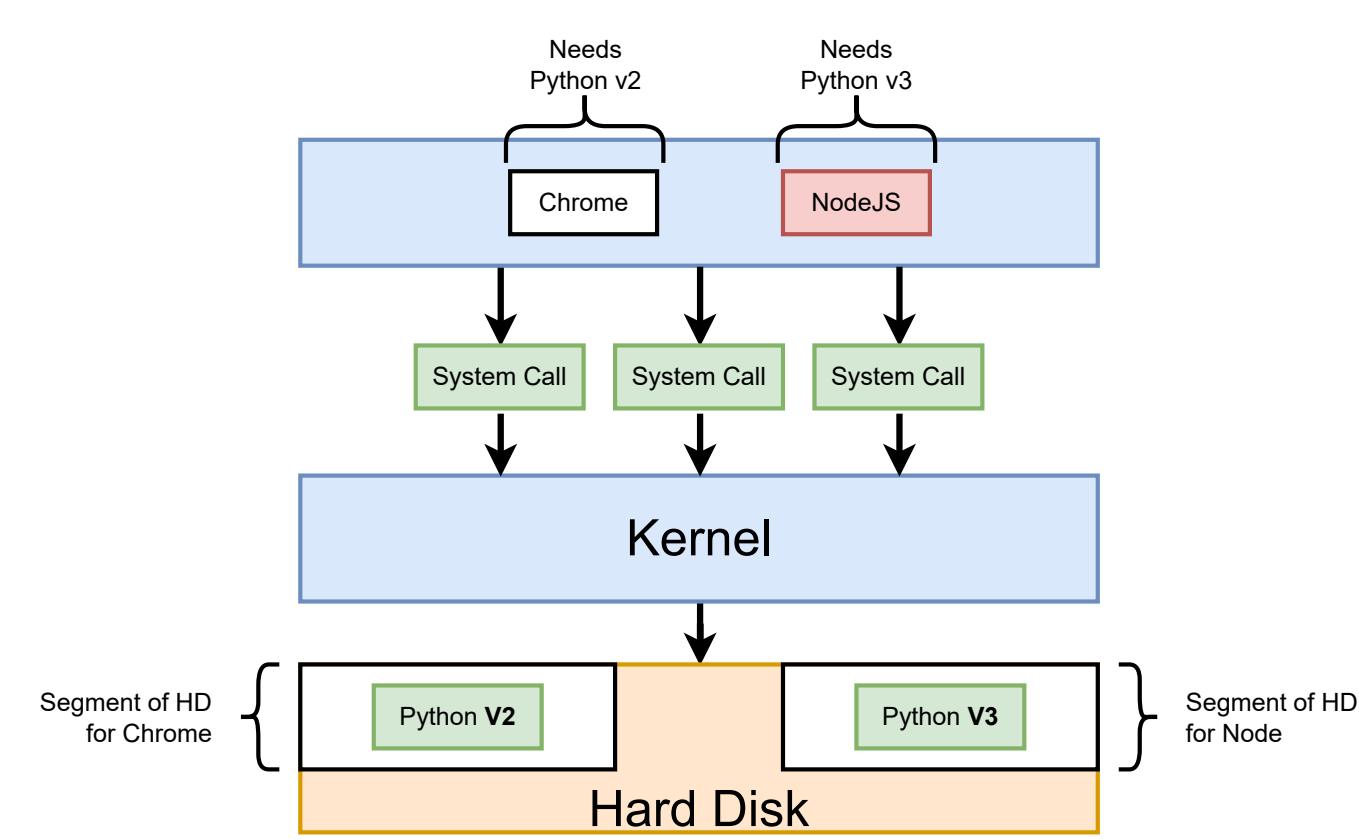 Needs
Python v2
Needs
Python v3
Chrome
NodeJS
System Call
System Call
System Call
Kernel
Segment of HD
for Chrome
Python V2
Python V3
Segment of HD
for Node
Hard Disk